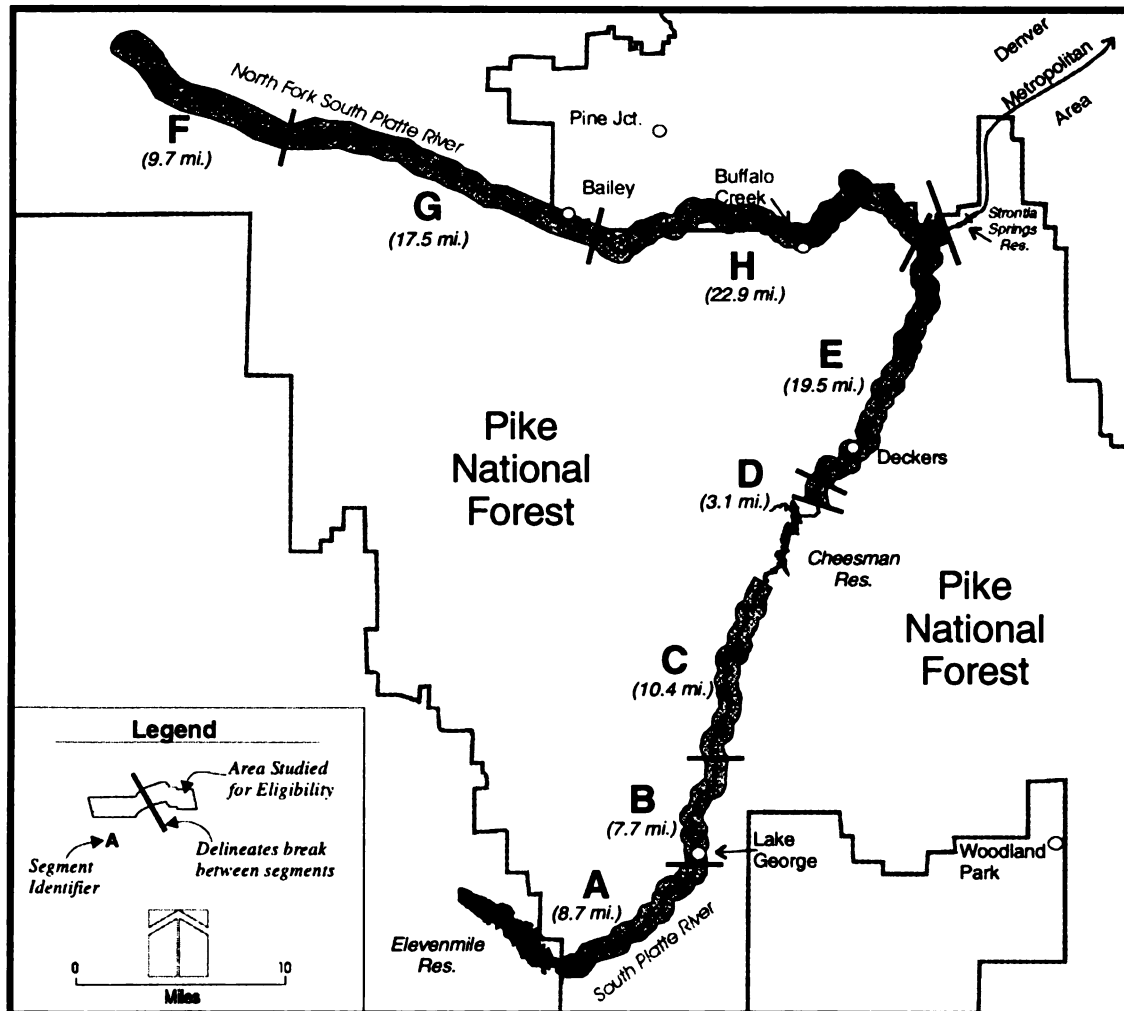 Denver
Metropolitan
Area
North Fork South Platte River
F
(9.7 mi.)
Pine Jct.
G
(17.5 mi.)
Bailey
Buffalo
Creek
H
(22.9 mi.)
Strontia
Springs
Res.
E
(19.5 mi.)
Pike
National
Forest
Deckers
D
(3.1 mi.)
Cheesman
Res.
Pike
National
Forest
C
(10.4 mi.)
B
(7.7 mi.)
Lake
George
Woodland
Park
A
(8.7 mi.)
Elevenmile
Res.
South Platte River
Legend
Area Studied
for Eligibility
A
Segment
Identifier
Delineates break
between segments
0 10
Miles